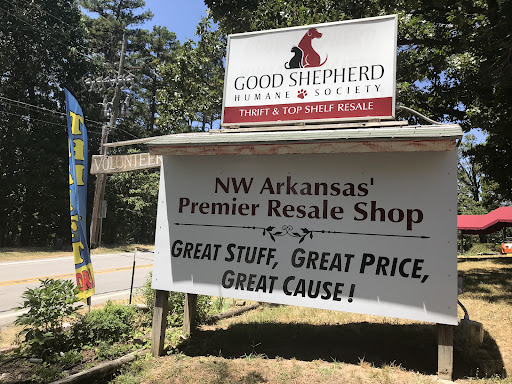 GOOD SHEPHERD
HUMANE SOCIETY
THRIFT & TOP SHELF RESALE
VOLUNTEER
NW Arkansas'
Premier Resale Shop
GREAT STUFF, GREAT PRICE,
GREAT CAUSE!